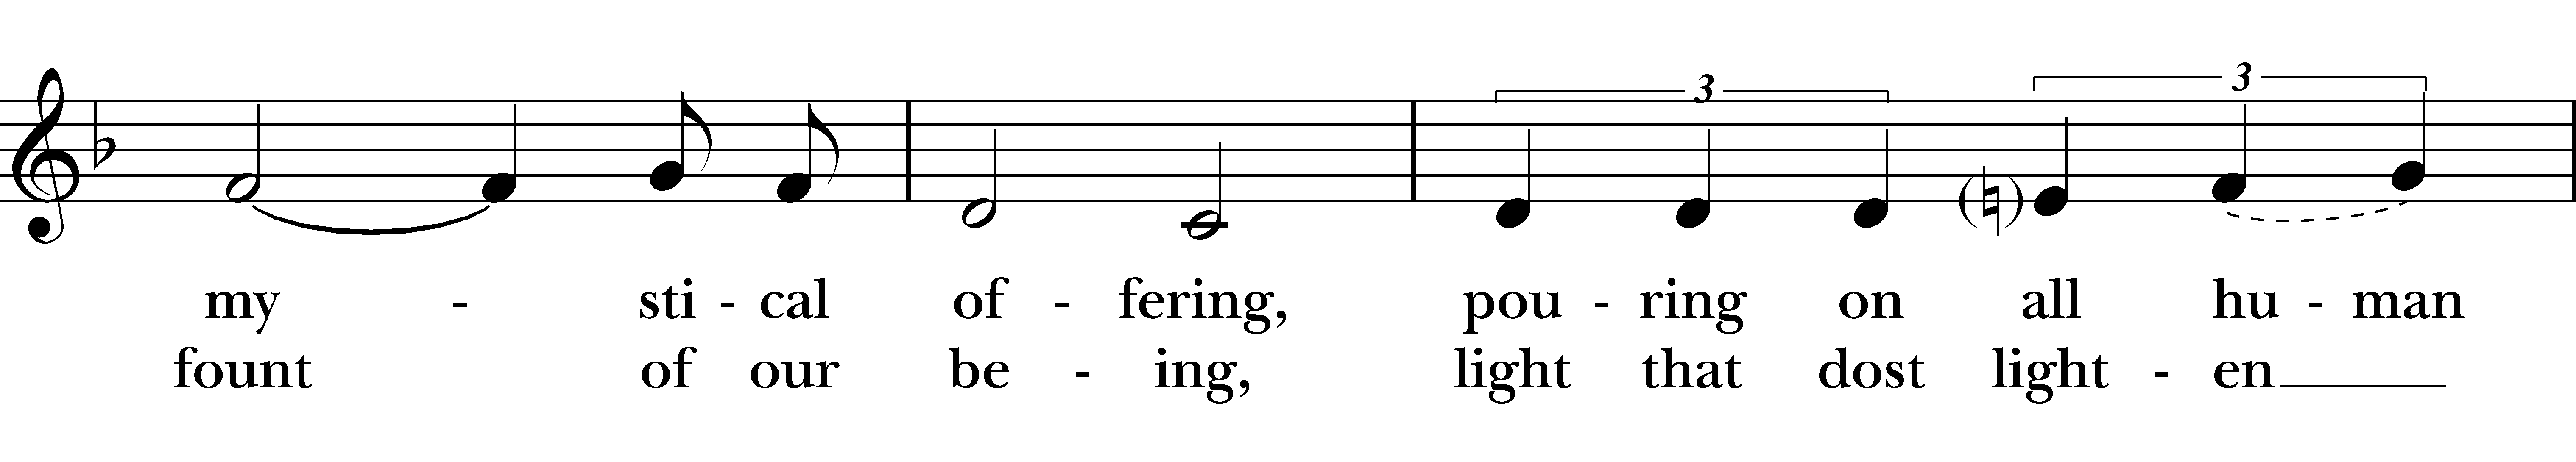 3 3
my - sti - cal of - fering, pou - ring on all hu - man
fount of our be - ing, light that dost light - en